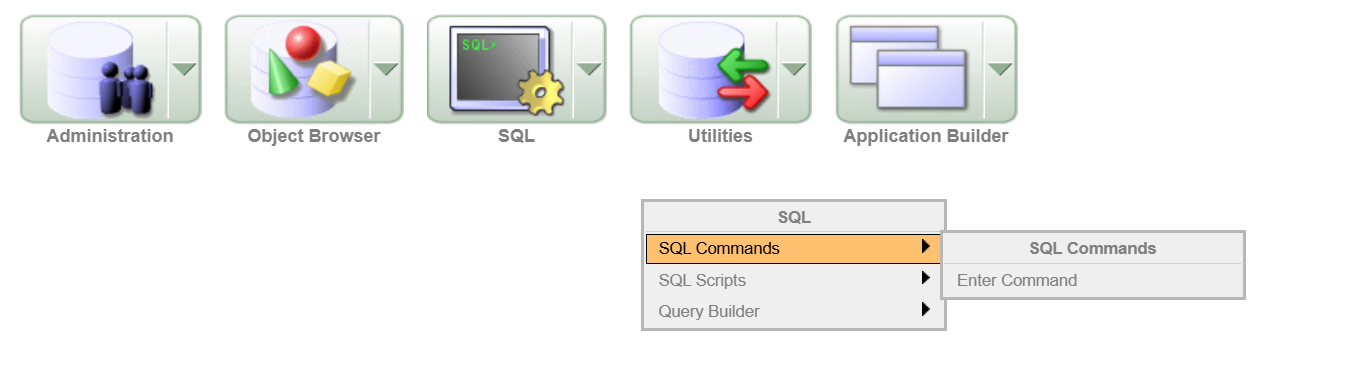 SQL>
Administration
Object Browser
SQL
Utilities
Application Builder
SQL
SQL Commands
SQL Scripts
Query Builder
SQL Commands
Enter Command